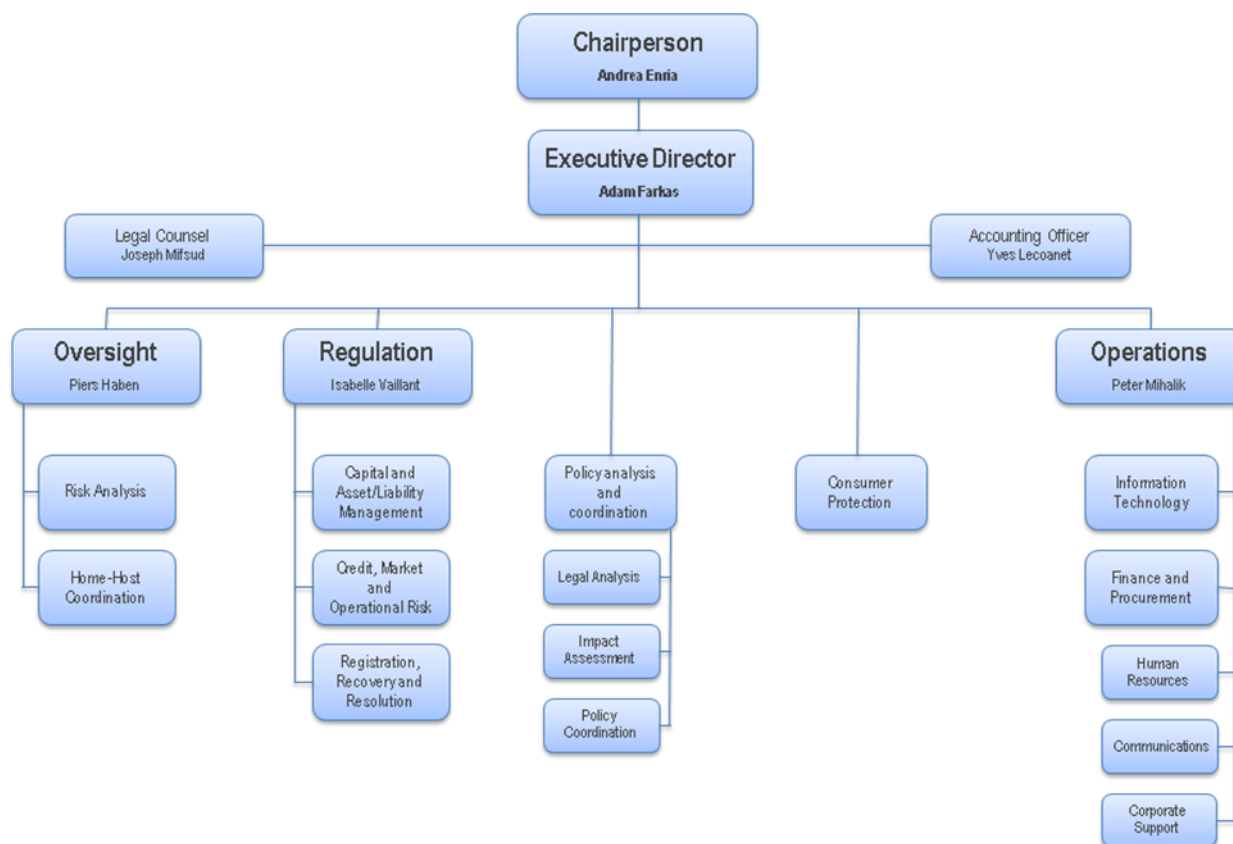 Chairperson
Andrea Enria
Executive Director
Adam Farkas
Legal Counsel
Joseph Mifsud
Accounting Officer
Yves Lecoanet
Oversight
Piers Haben
Regulation
Isabelle Vaillant
Operations
Peter Mihalik
Risk Analysis
Home-Host
Coordination
Capital and
Asset/Liability
Management
Credit, Market
and
Operational Risk
Registration,
Recovery and
Resolution
Policy analysis
and
coordination
Legal Analysis
Impact
Assessment
Policy
Coordination
Consumer
Protection
Information
Technology
Finance and
Procurement
Human
Resources
Communications
Corporate
Support